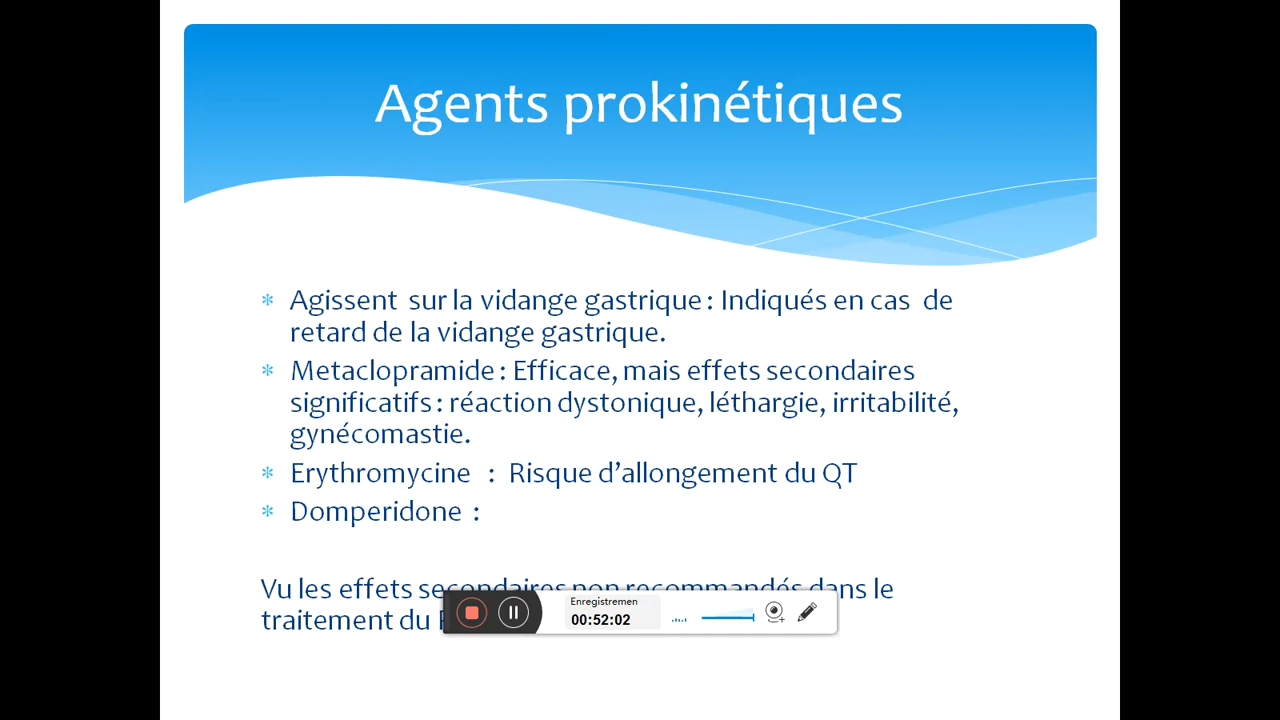 Agents prokinétiques
* Agissent sur la vidange gastrique : Indiqués en cas de
retard de la vidange gastrique.
* Metaclopramide : Efficace, mais effets secondaires
significatifs : réaction dystonique, léthargie, irritabilité,
gynécomastie.
* Erythromycine : Risque d’allongement du QT
* Domperidone :
Vu les effets secondaires non recommandés dans le
traitement du
Enregistremen
00:52:02